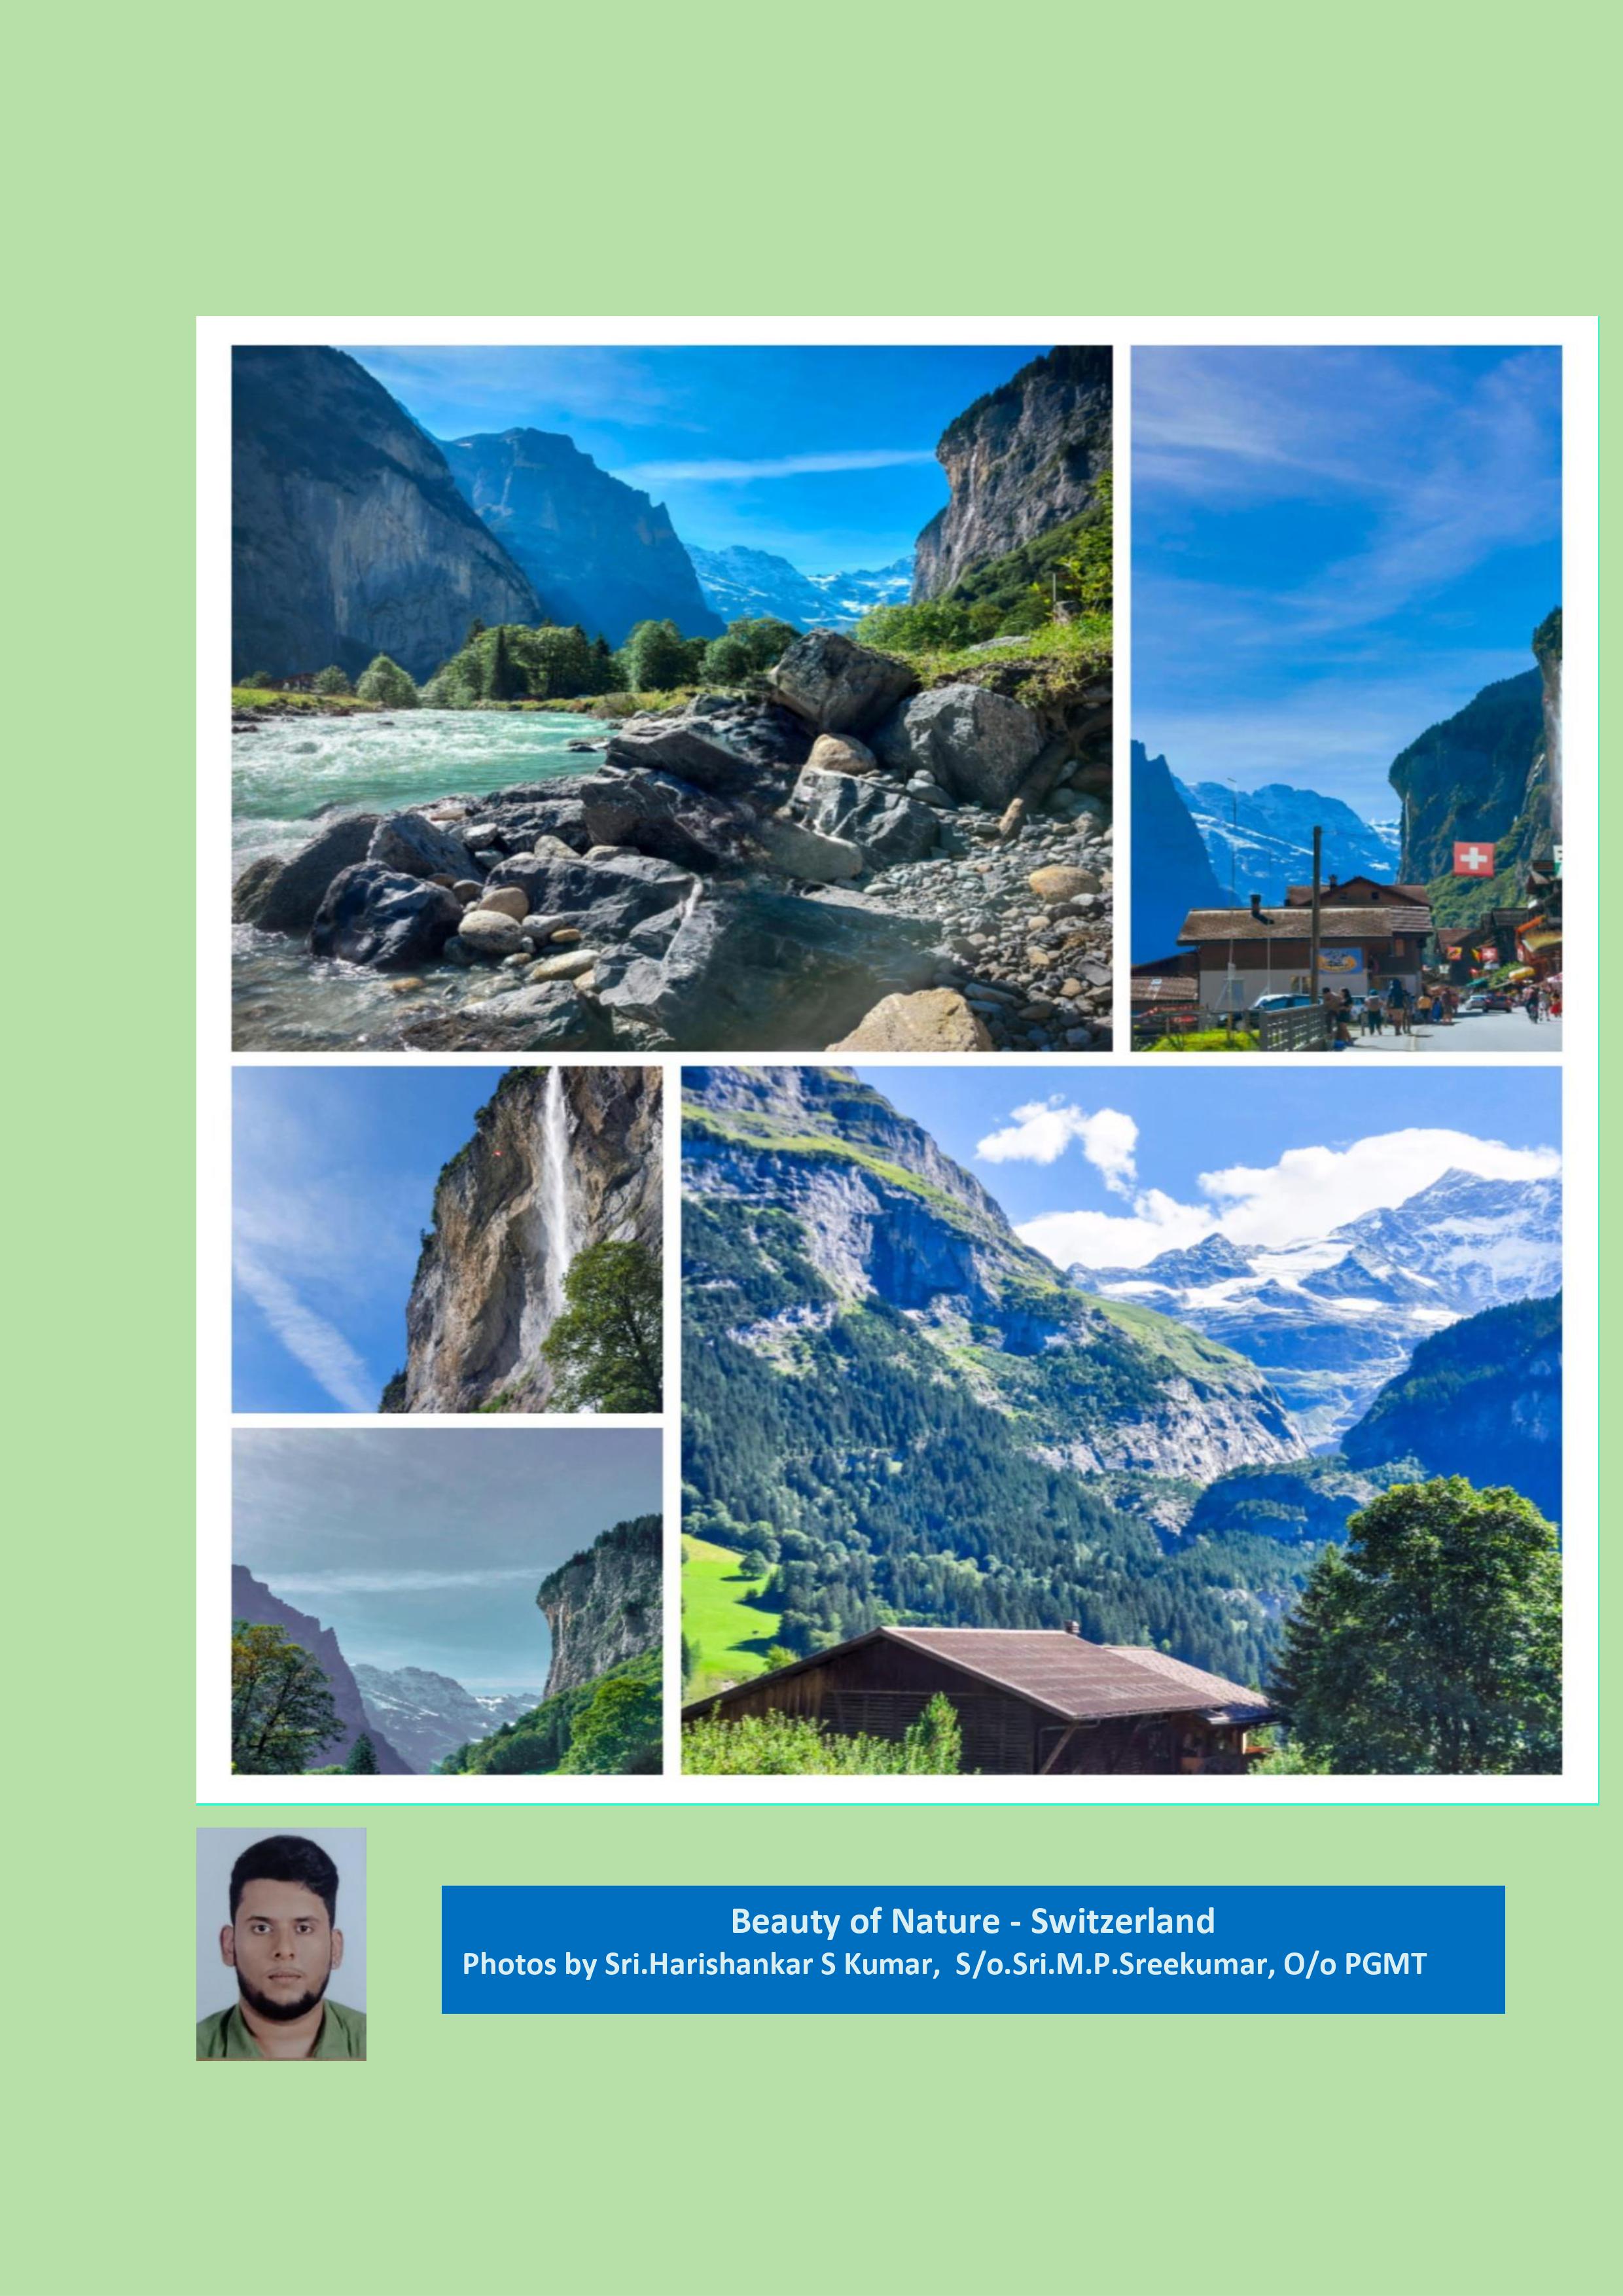 Beauty of Nature - Switzerland
Photos by Sri.Harishankar S Kumar,  S/o.Sri.M.P.Sreekumar, O/o PGMT